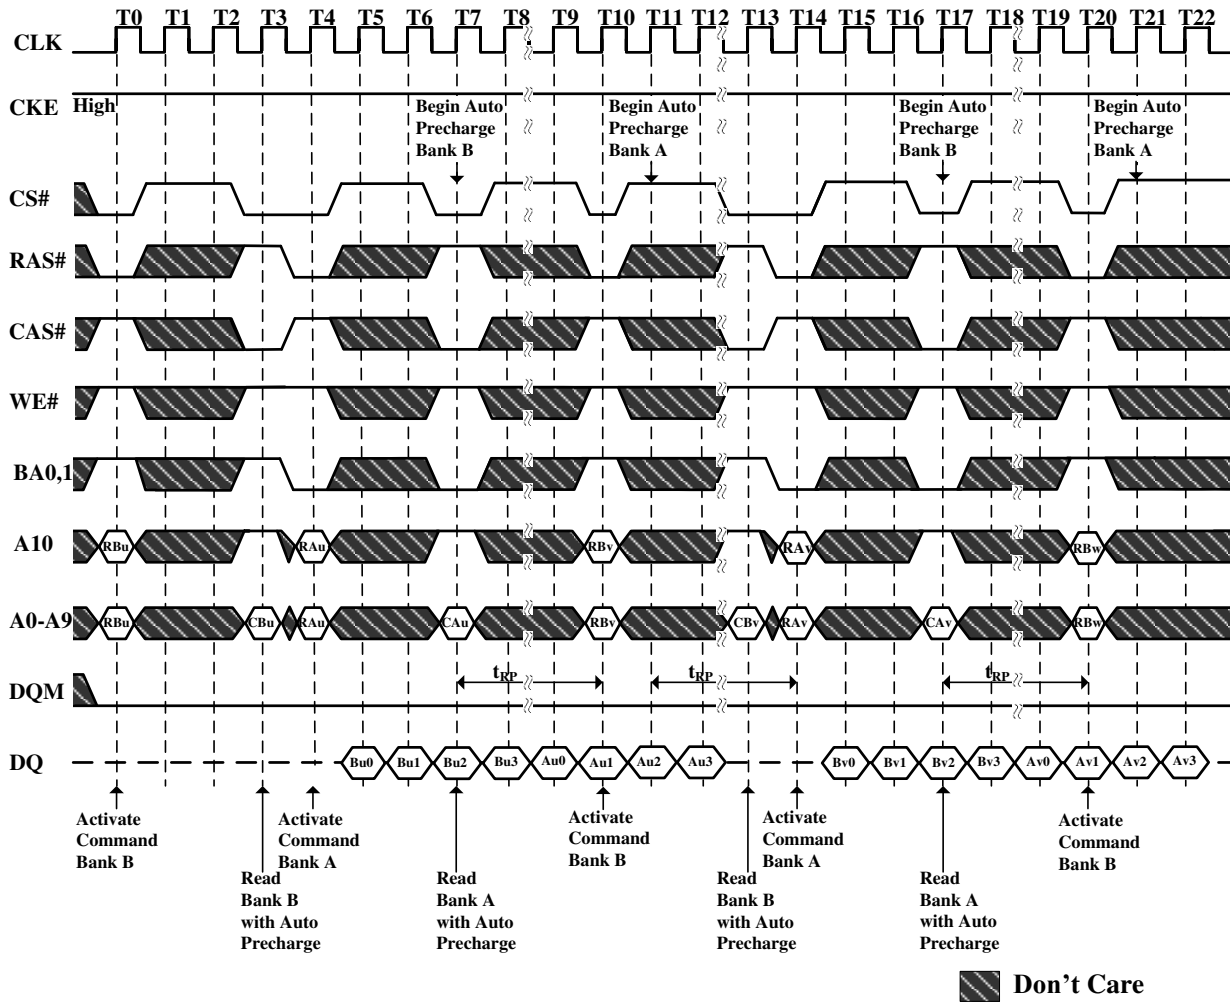 T0 T1 T2 T3 T4 T5 T6 T7 T8 T9 T10 T11 T12 T13 T14 T15 T16 T17 T18 T19 T20 T21 T22
CLK
CKE High
Begin Auto
Precharge
Bank B
Begin Auto
Precharge
Bank A
Begin Auto
Precharge
Bank B
Begin Auto
Precharge
Bank A
CS#
RAS#
CAS#
WE#
BA0,1
A10 RBu RAu RBv RAv RBw
A0-A9 RBu CBu RAu CAu RBv CBv RAv CAv RBw
DQM tRP tRP tRP
DQ Bu0 Bu1 Bu2 Bu3 Au0 Au1 Au2 Au3 Bv0 Bv1 Bv2 Bv3 Av0 Av1 Av2 Av3
Activate
Command
Bank B
Read
Bank B
with Auto
Precharge
Activate
Command
Bank A
Read
Bank A
with Auto
Precharge
Activate
Command
Bank B
Read
Bank B
with Auto
Precharge
Activate
Command
Bank A
Read
Bank A
with Auto
Precharge
Activate
Command
Bank B
Don't Care